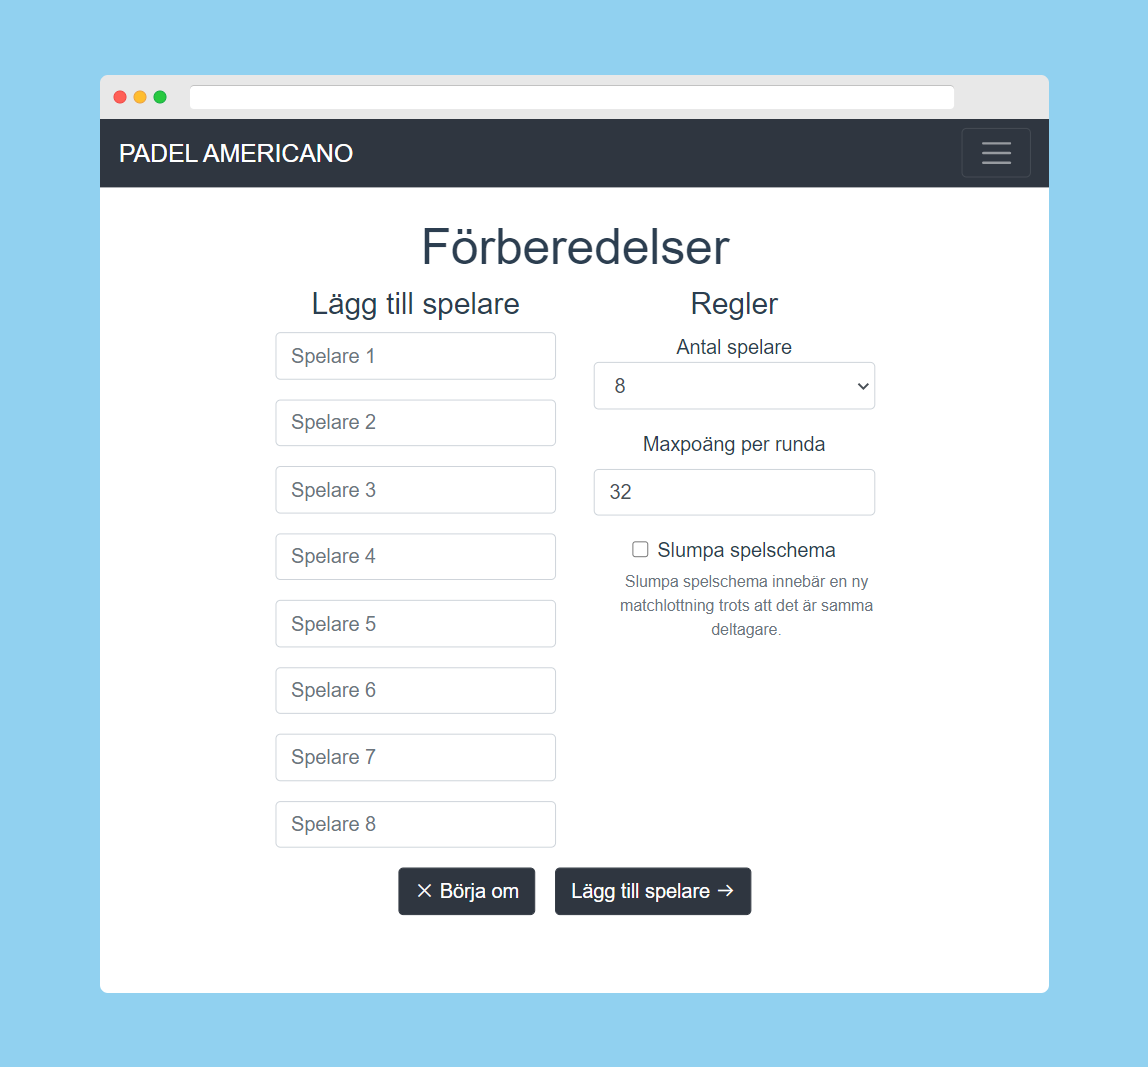 PADEL AMERICANO
Förberedelser
Lägg till spelare
Spelare 1
Spelare 2
Spelare 3
Spelare 4
Spelare 5
Spelare 6
Spelare 7
Spelare 8
Regler
Antal spelare
8
Maxpoäng per runda
32
Slumpa spelschema
Slumpa spelschema innebär en ny
matchlottning trots att det är samma
deltagare.
Börja om
Lägg till spelare →